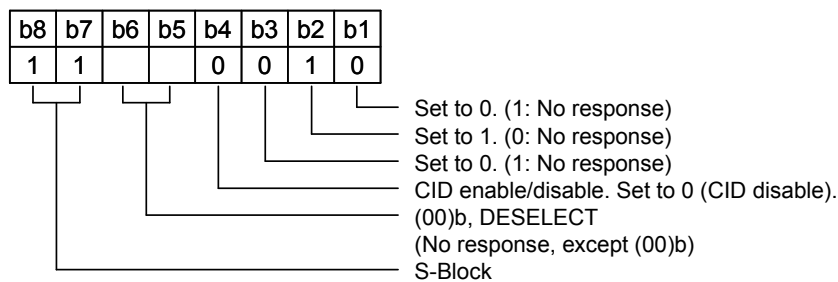 b8 b7 b6 b5 b4 b3 b2 b1
1 1 0 0 1 0
Set to 0. (1: No response)
Set to 1. (0: No response)
Set to 0. (1: No response)
CID enable/disable. Set to 0 (CID disable).
(00)b, DESELECT
(No response, except (00)b)
S-Block